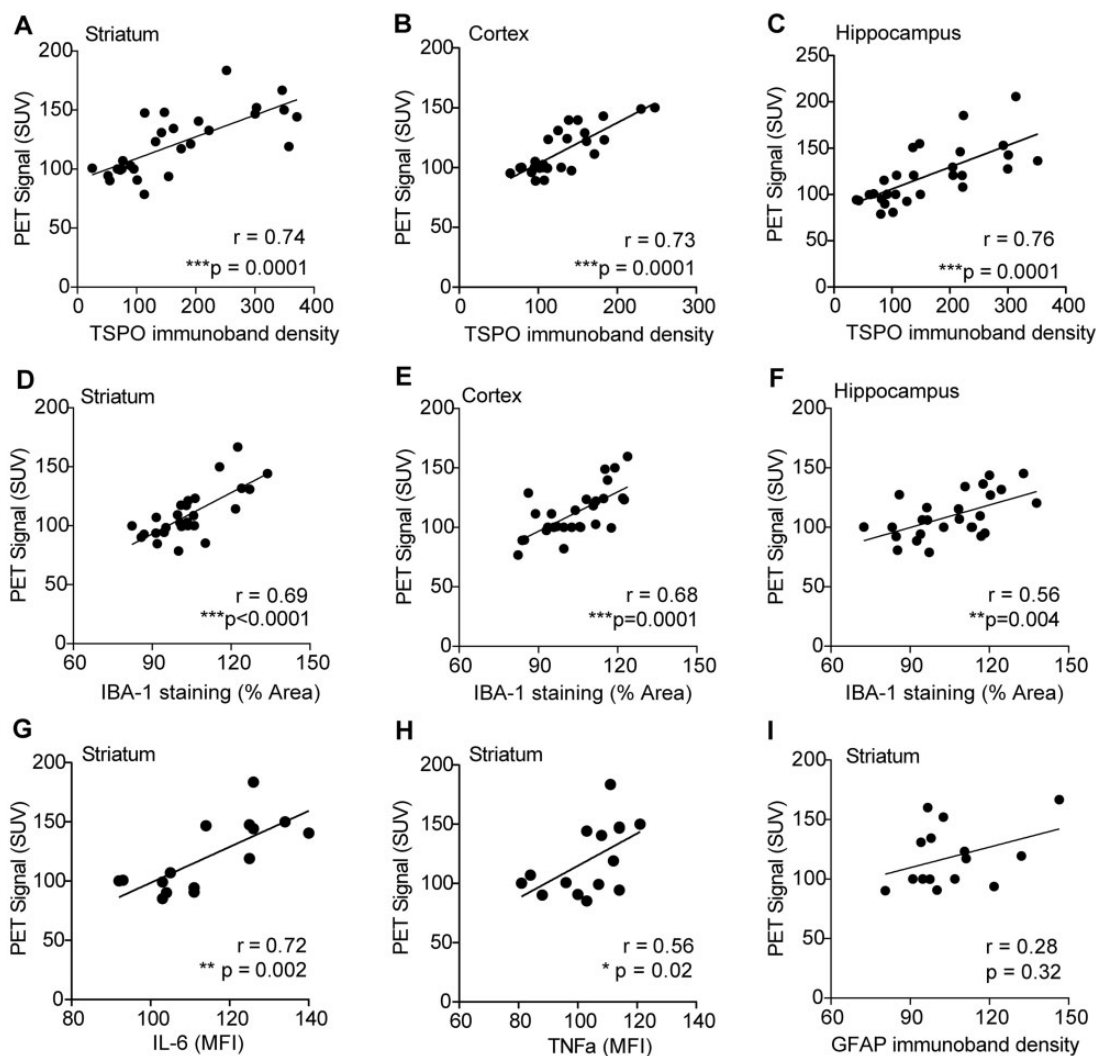 A Striatum
PET Signal (SUV)
200
150
100
50
0
0 100 200 300 400
r = 0.74
***p = 0.0001
TSPO immunoband density
B Cortex
PET Signal (SUV)
200
150
100
50
0
0 100 200 300
r = 0.73
***p = 0.0001
TSPO immunoband density
C Hippocampus
PET Signal (SUV)
250
200
150
100
50
0
0 100 200 300 400
r = 0.76
***p = 0.0001
TSPO immunoband density
D Striatum
PET Signal (SUV)
200
150
100
50
0
60 90 120 150
r = 0.69
***p<0.0001
IBA-1 staining (% Area)
E Cortex
PET Signal (SUV)
200
150
100
50
0
60 90 120 150
r = 0.68
***p=0.0001
IBA-1 staining (% Area)
F Hippocampus
PET Signal (SUV)
200
150
100
50
0
60 90 120 150
r = 0.56
**p=0.004
IBA-1 staining (% Area)
G Striatum
PET Signal (SUV)
200
150
100
50
0
80 100 120 140
r = 0.72
** p = 0.002
IL-6 (MFI)
H Striatum
PET Signal (SUV)
200
150
100
50
0
60 80 100 120 140
r = 0.56
* p = 0.02
TNFa (MFI)
I Striatum
PET Signal (SUV)
200
150
100
50
0
60 90 120 150
r = 0.28
p = 0.32
GFAP immunoband density